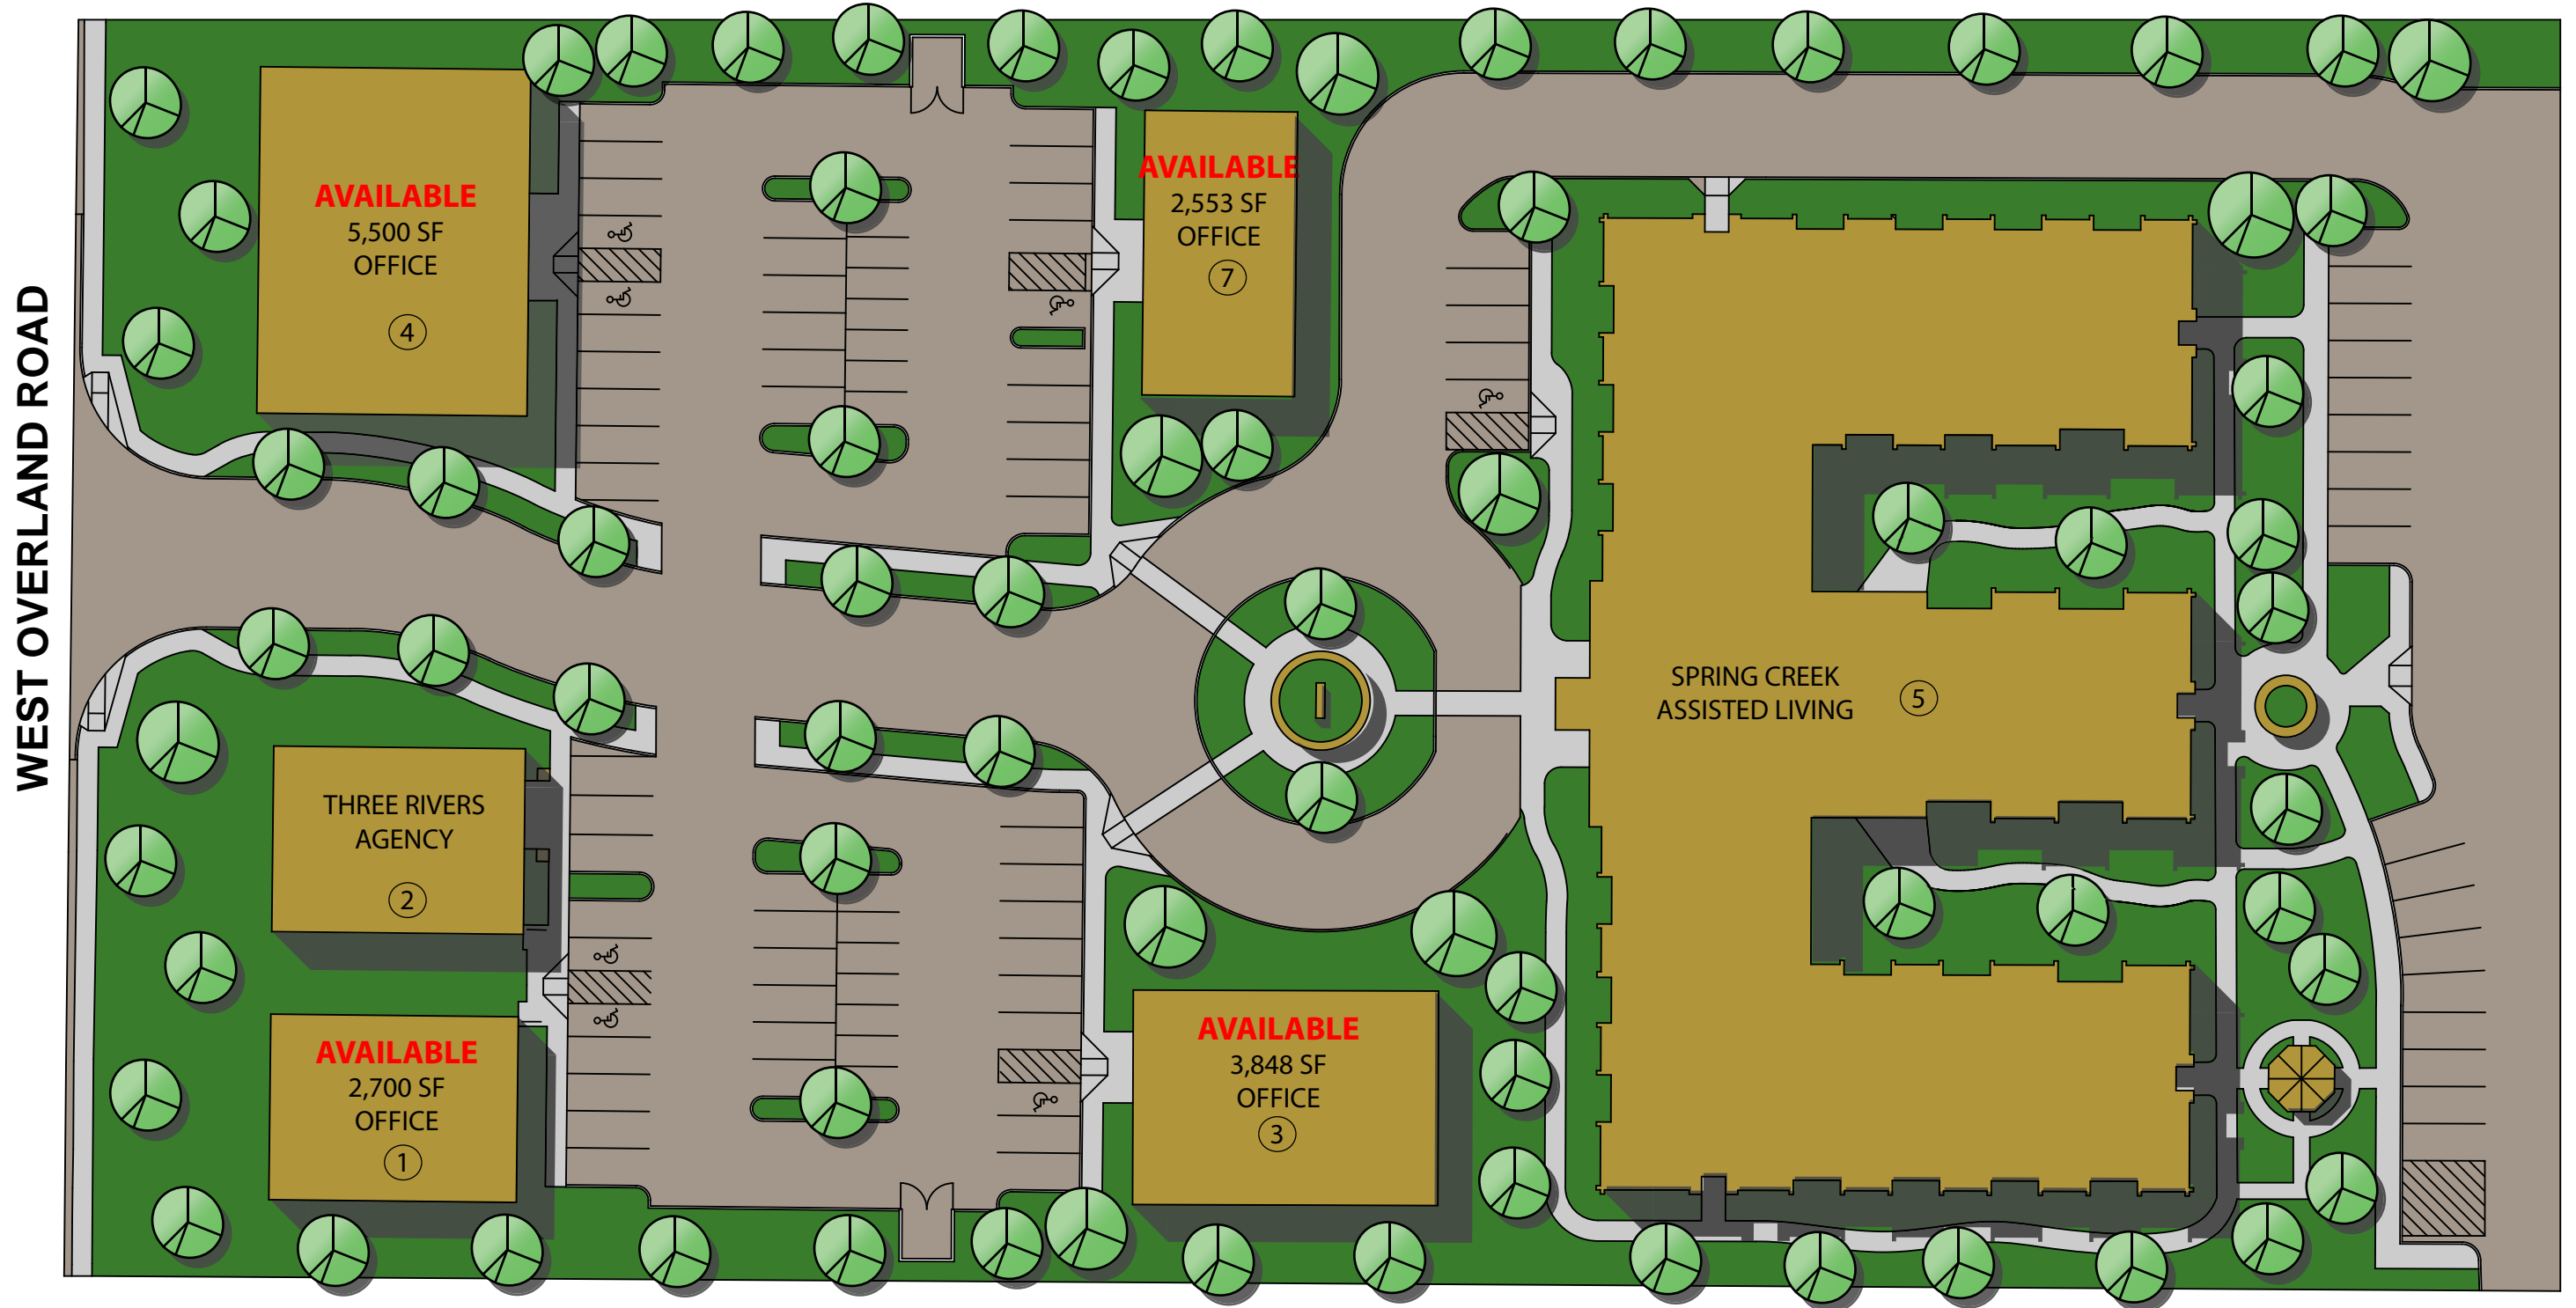 WEST OVERLAND ROAD
AVAILABLE
5,500 SF
OFFICE
4
AVAILABLE
2,553 SF
OFFICE
7
SPRING CREEK
ASSISTED LIVING
5
THREE RIVERS
AGENCY
2
AVAILABLE
2,700 SF
OFFICE
1
AVAILABLE
3,848 SF
OFFICE
3